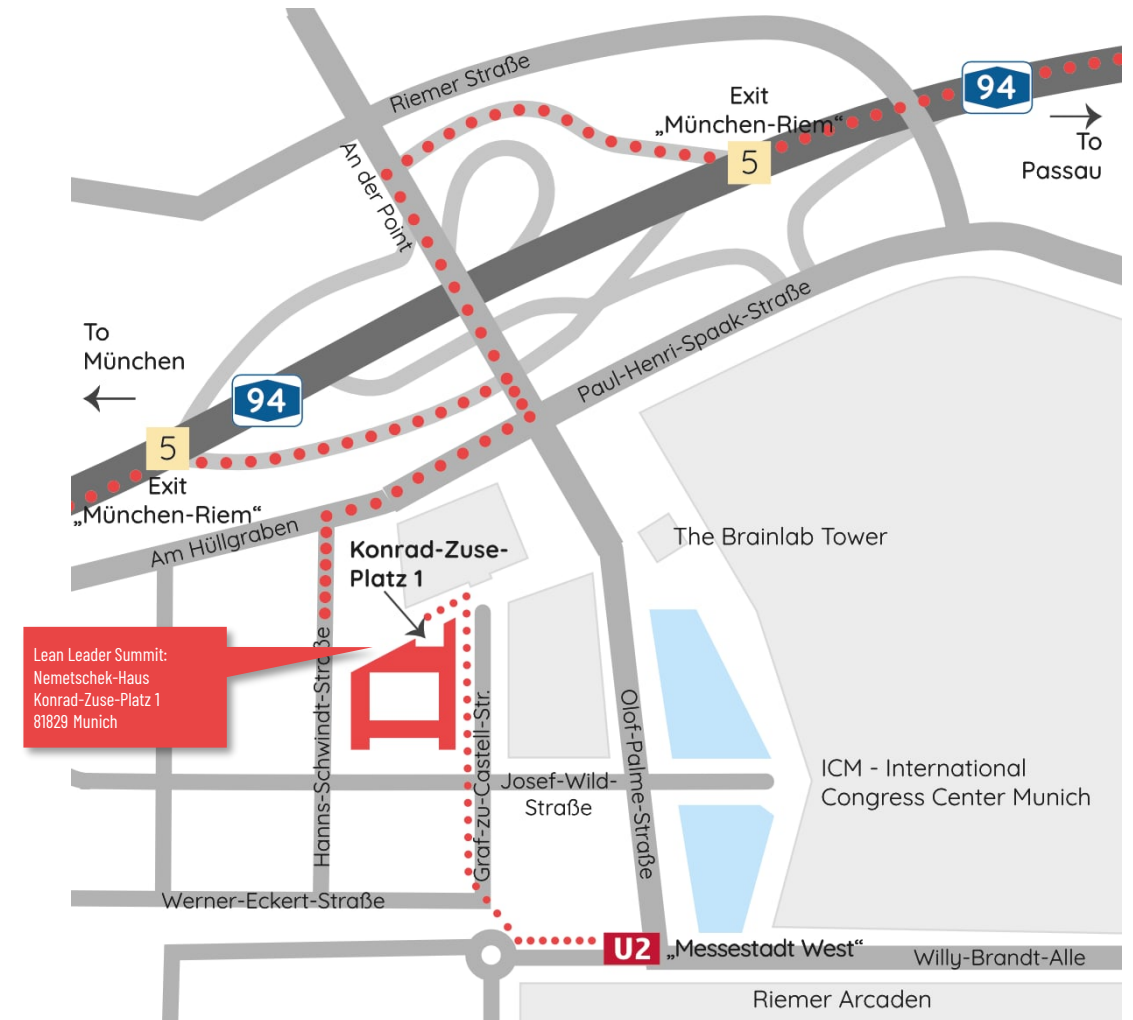 Riemer Straße
94
Exit
„München-Riem“
5
To
Passau
An der Point
To
München
94
Paul-Henri-Spaak-Straße
5
Exit
„München-Riem“
Am Hüllgraben
Konrad-Zuse-
Platz 1
The Brainlab Tower
Lean Leader Summit:
Nemetschek-Haus
Konrad-Zuse-Platz 1
81829 Munich
Hanns-Schwindt-Straße
Graf-zu-Castell-Str.
Olof-Palme-Straße
Josef-Wild-
Straße
ICM - International
Congress Center Munich
Werner-Eckert-Straße
U2 „Messestadt West“
Willy-Brandt-Alle
Riemer Arcaden